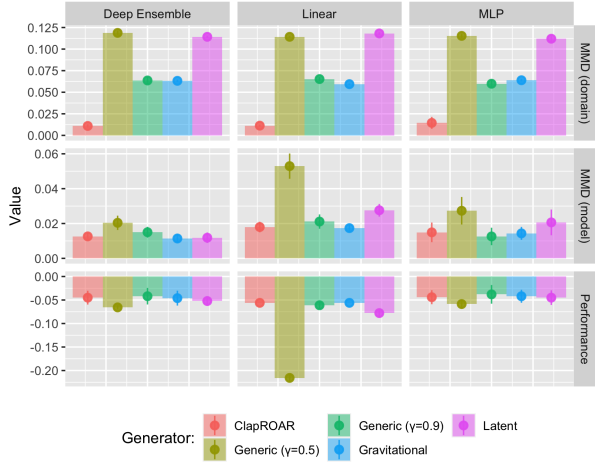 Deep Ensemble Linear MLP
0.125
0.100
0.075
0.050
0.025
0.000
MMD (domain)
0.06
0.04
0.02
0.00
MMD (model)
0.00
-0.05
-0.10
-0.15
-0.20
Performance
Value
Generator:
ClapROAR Generic (γ=0.9) Latent
Generic (γ=0.5) Gravitational